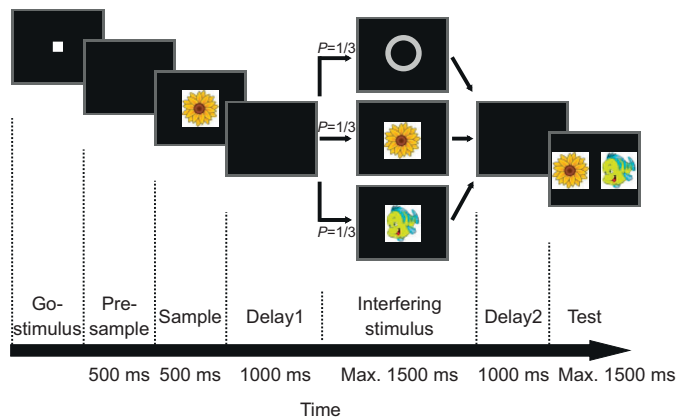 P=1/3
P=1/3
P=1/3
Go-
stimulus
Pre-
sample
Sample
Delay1
Interfering
stimulus
Delay2
Test
500 ms
500 ms
1000 ms
Max. 1500 ms
1000 ms
Max. 1500 ms
Time